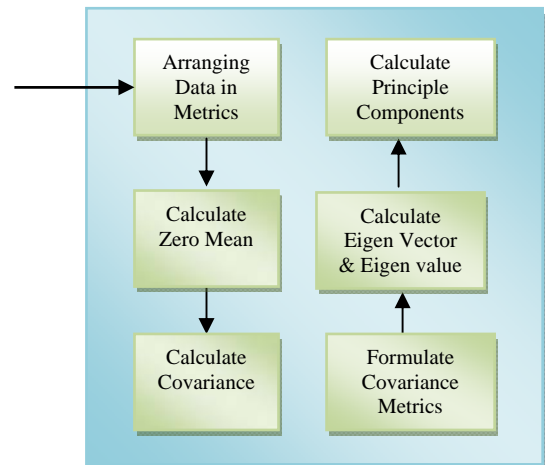 Arranging
Data in
Metrics
Calculate
Zero Mean
Calculate
Covariance
Formulate
Covariance
Metrics
Calculate
Eigen Vector
& Eigen value
Calculate
Principle
Components